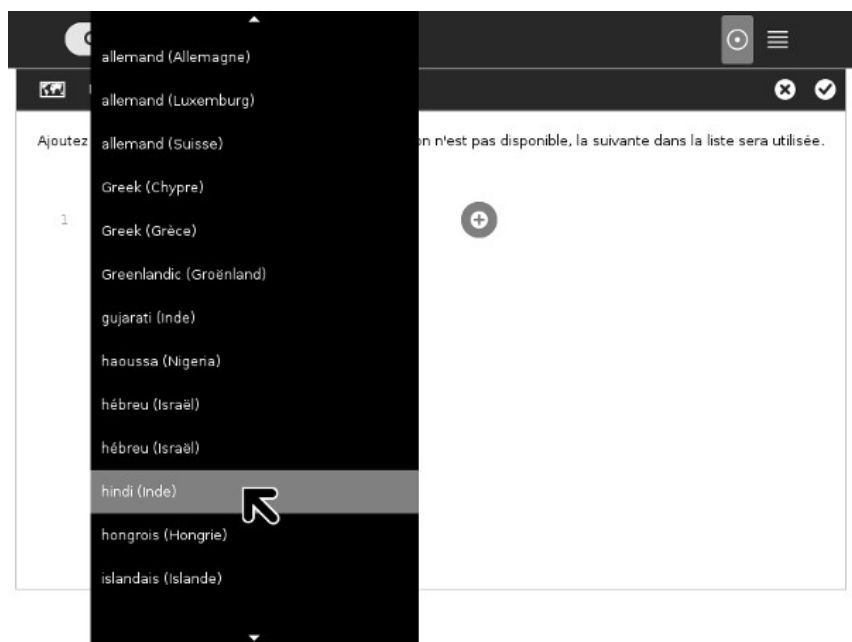 allemand (Allemagne)
allemand (Luxemburg)
Ajoutez
allemand (Suisse)
n'est pas disponible, la suivante dans la liste sera utilisée.
Greek (Chypre)
1
Greek (Grèce)
Greenlandic (Groënland)
gujarati (Inde)
haoussa (Nigeria)
hébreu (Israël)
hébreu (Israël)
hindi (Inde)
hongrois (Hongrie)
islandais (Islande)